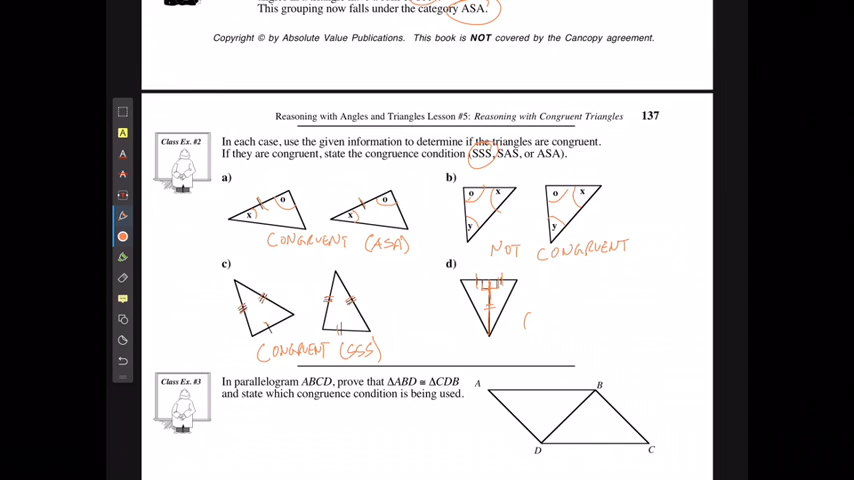 This grouping now falls under the category ASA.
Copyright © by Absolute Value Publications. This book is NOT covered by the Cancopy agreement.
Reasoning with Angles and Triangles Lesson #5: Reasoning with Congruent Triangles 137
Class Ex. #2
In each case, use the given information to determine if the triangles are congruent.
If they are congruent, state the congruence condition (SSS, SAS, or ASA).
a)
b)
x o
x o
o x
y
o x
y
CONGRUENT (ASA)
NOT CONGRUENT
c)
d)
CONGRUENT (SSS)
(
Class Ex. #3
In parallelogram ABCD, prove that ΔABD ≅ ΔCDB
and state which congruence condition is being used.
A B
D C